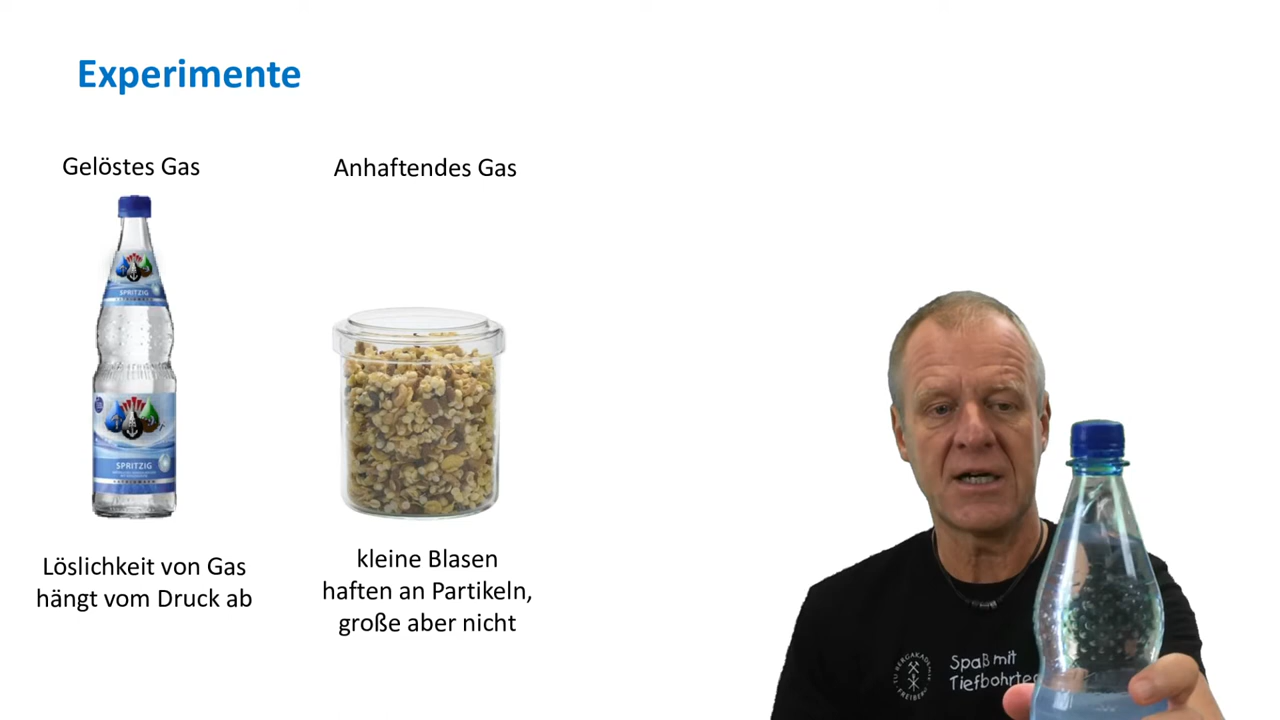 Experimente
Gelöstes Gas
Anhaftendes Gas
SPRITZIG
SPRITZIG
Löslichkeit von Gas
hängt vom Druck ab
kleine Blasen
haften an Partikeln,
große aber nicht
Spaß mit